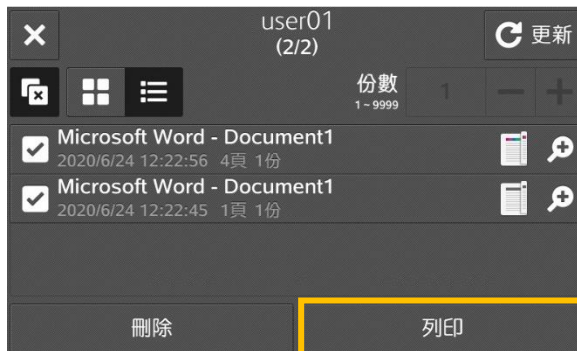 user01
(2/2)
更新
份數
1~9999
1
Microsoft Word - Document1
2020/6/24 12:22:56 4頁 1份
Microsoft Word - Document1
2020/6/24 12:22:45 1頁 1份
刪除
列印